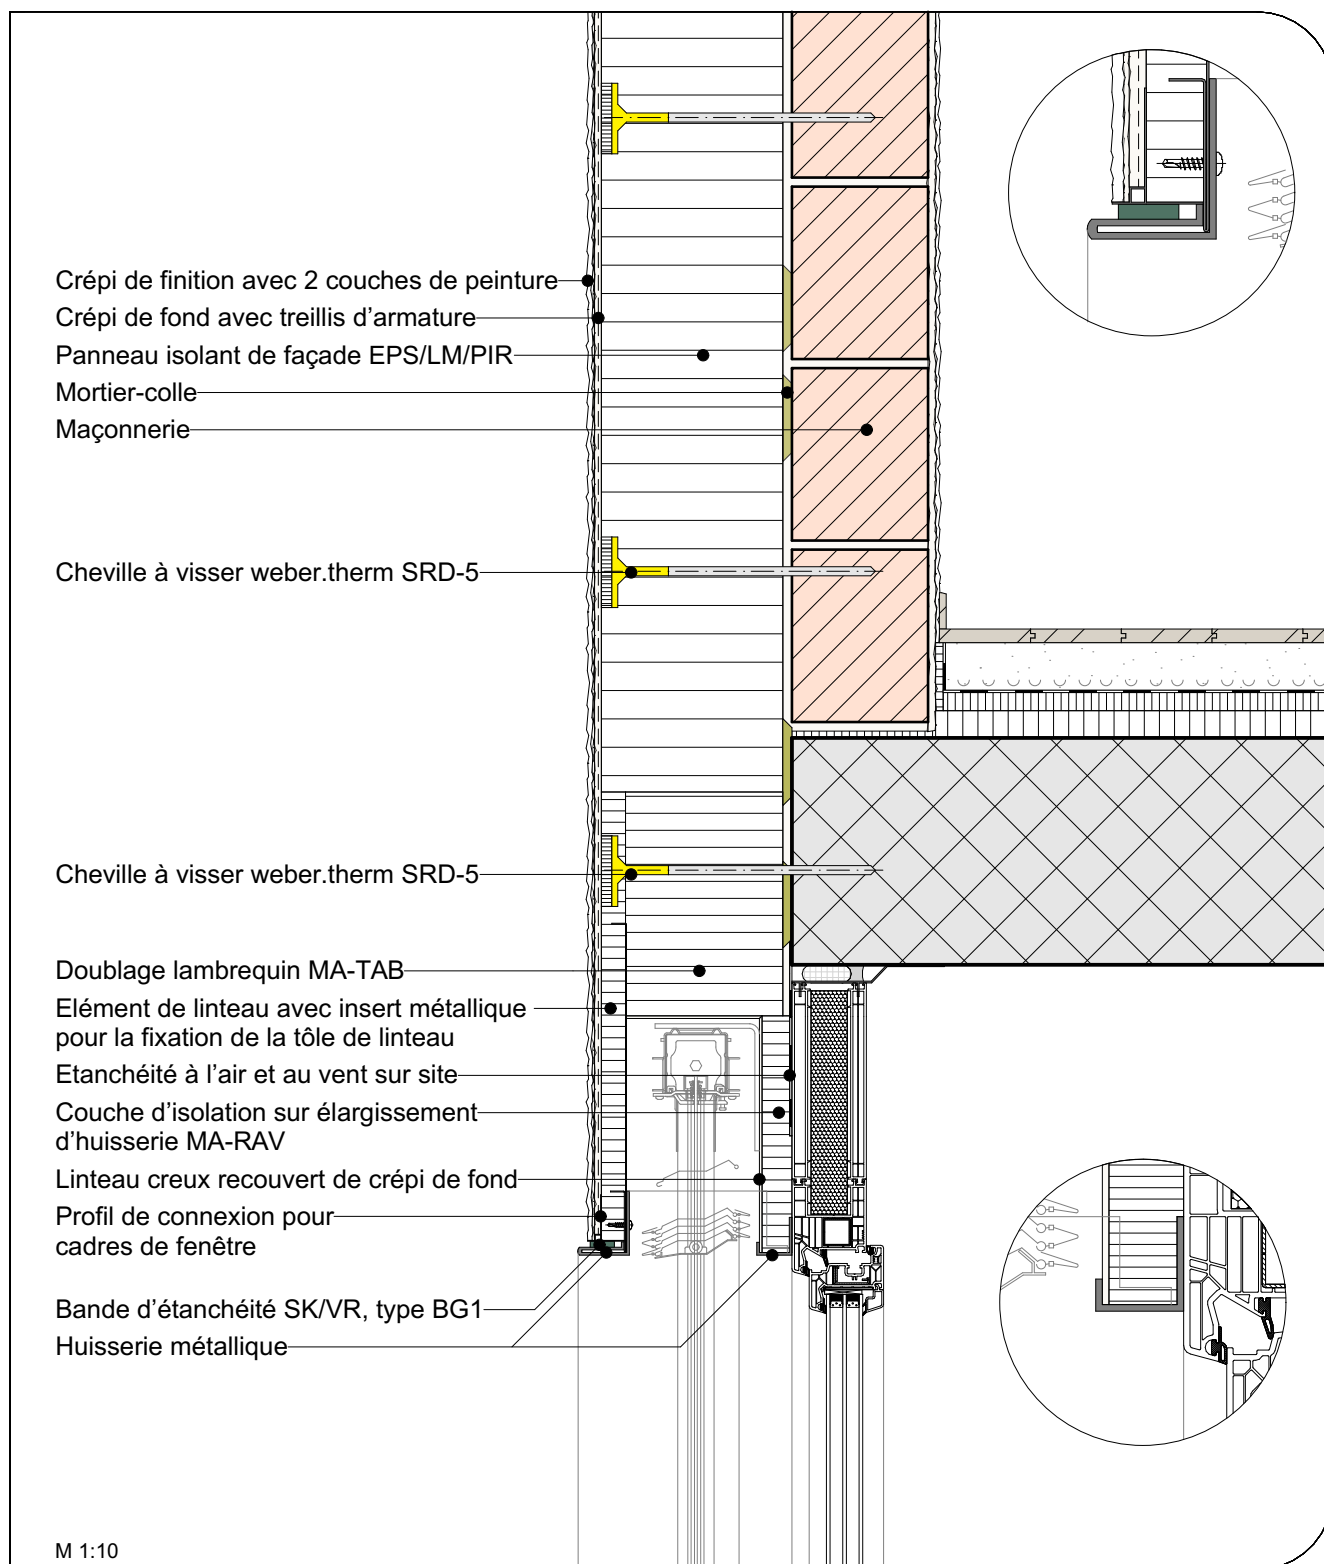 Crépi de finition avec 2 couches de peinture
Crépi de fond avec treillis d'armature
Panneau isolant de façade EPS/LM/PIR
Mortier-colle
Maçonnerie
Cheville à visser weber.therm SRD-5
Cheville à visser weber.therm SRD-5
Doublage lambrequin MA-TAB
Elément de linteau avec insert métallique
pour la fixation de la tôle de linteau
Etanchéité à l'air et au vent sur site
Couche d'isolation sur élargissement
d'huisserie MA-RAV
Linteau creux recouvert de crépi de fond
Profil de connexion pour
cadres de fenêtre
Bande d'étanchéité SK/VR, type BG1
Huisserie métallique
M 1:10